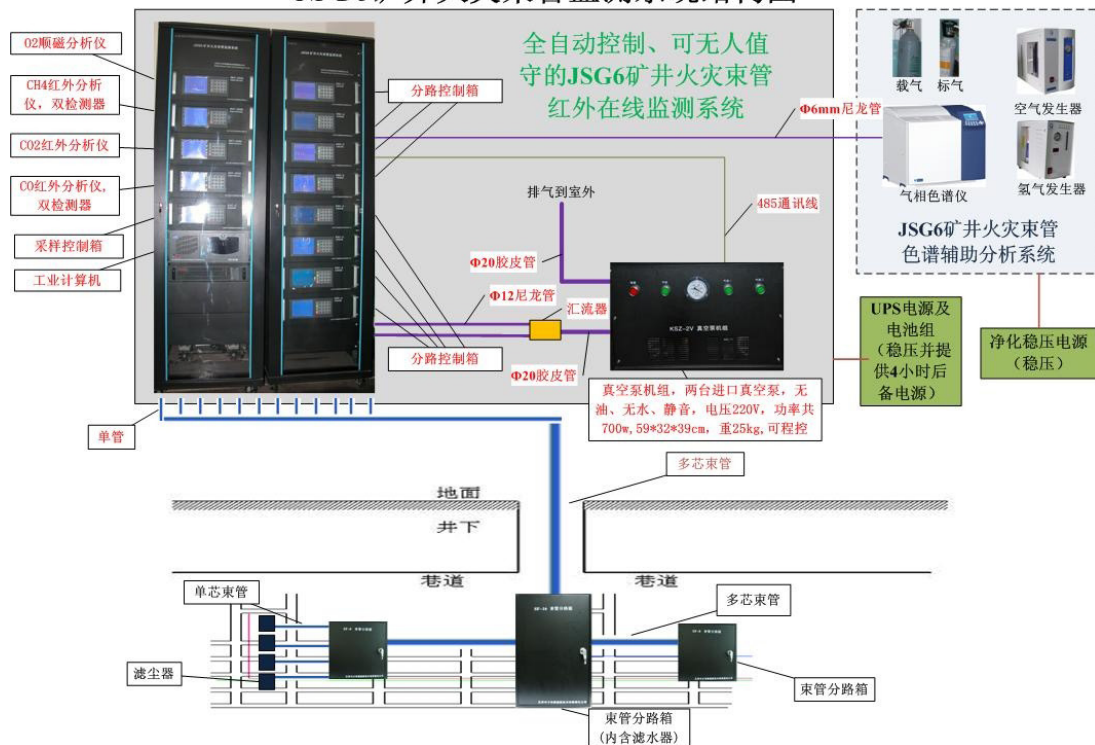 O2顺磁分析仪
CH4红外分析
仪，双检测器
CO2红外分析仪
CO红外分析仪，
双检测器
采样控制箱
工业计算机
全自动控制、可无人值
守的JSG6矿井火灾束管
红外在线监测系统
分路控制箱
Φ6mm尼龙管
载气
标气
空气发生器
气相色谱仪
氢气发生器
JSG6矿井火灾束管
色谱辅助分析系统
排气到室外
485通讯线
Φ20胶皮管
Φ12尼龙管
汇流器
KSZ-2V 真空泵机组
分路控制箱
Φ20胶皮管
UPS电源及
电池组
（稳压并提
供4小时后
备电源）
净化稳压电源
（稳压）
真空泵机组，两台进口真空泵，无
油、无水、静音，电压220V，功率共
700w,59*32*39cm，重25kg,可程控
单管
多芯束管
地面
井下
巷道
巷道
单芯束管
多芯束管
滤尘器
束管分路箱
束管分路箱
(内含滤水器)